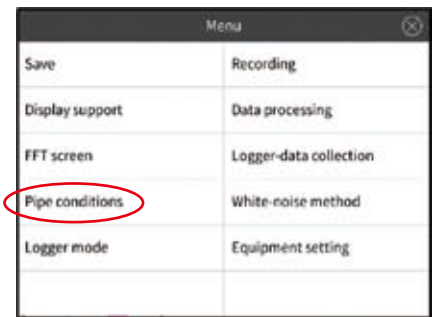 Menu
Save
Recording
Display support
Data processing
FFT screen
Logger-data collection
Pipe conditions
White-noise method
Logger mode
Equipment setting